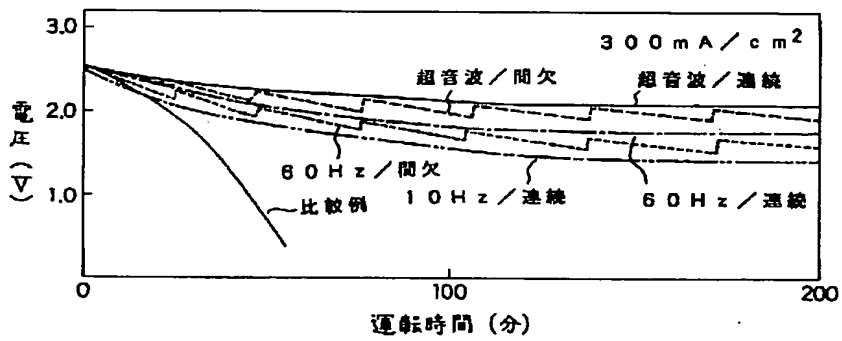 3.0
300mA/cm²
超音波/間欠
超音波/連続
2.0
電圧(V)
60Hz/間欠
1.0
10Hz/連続
60Hz/連続
比較例
0
0
100
200
運転時間(分)